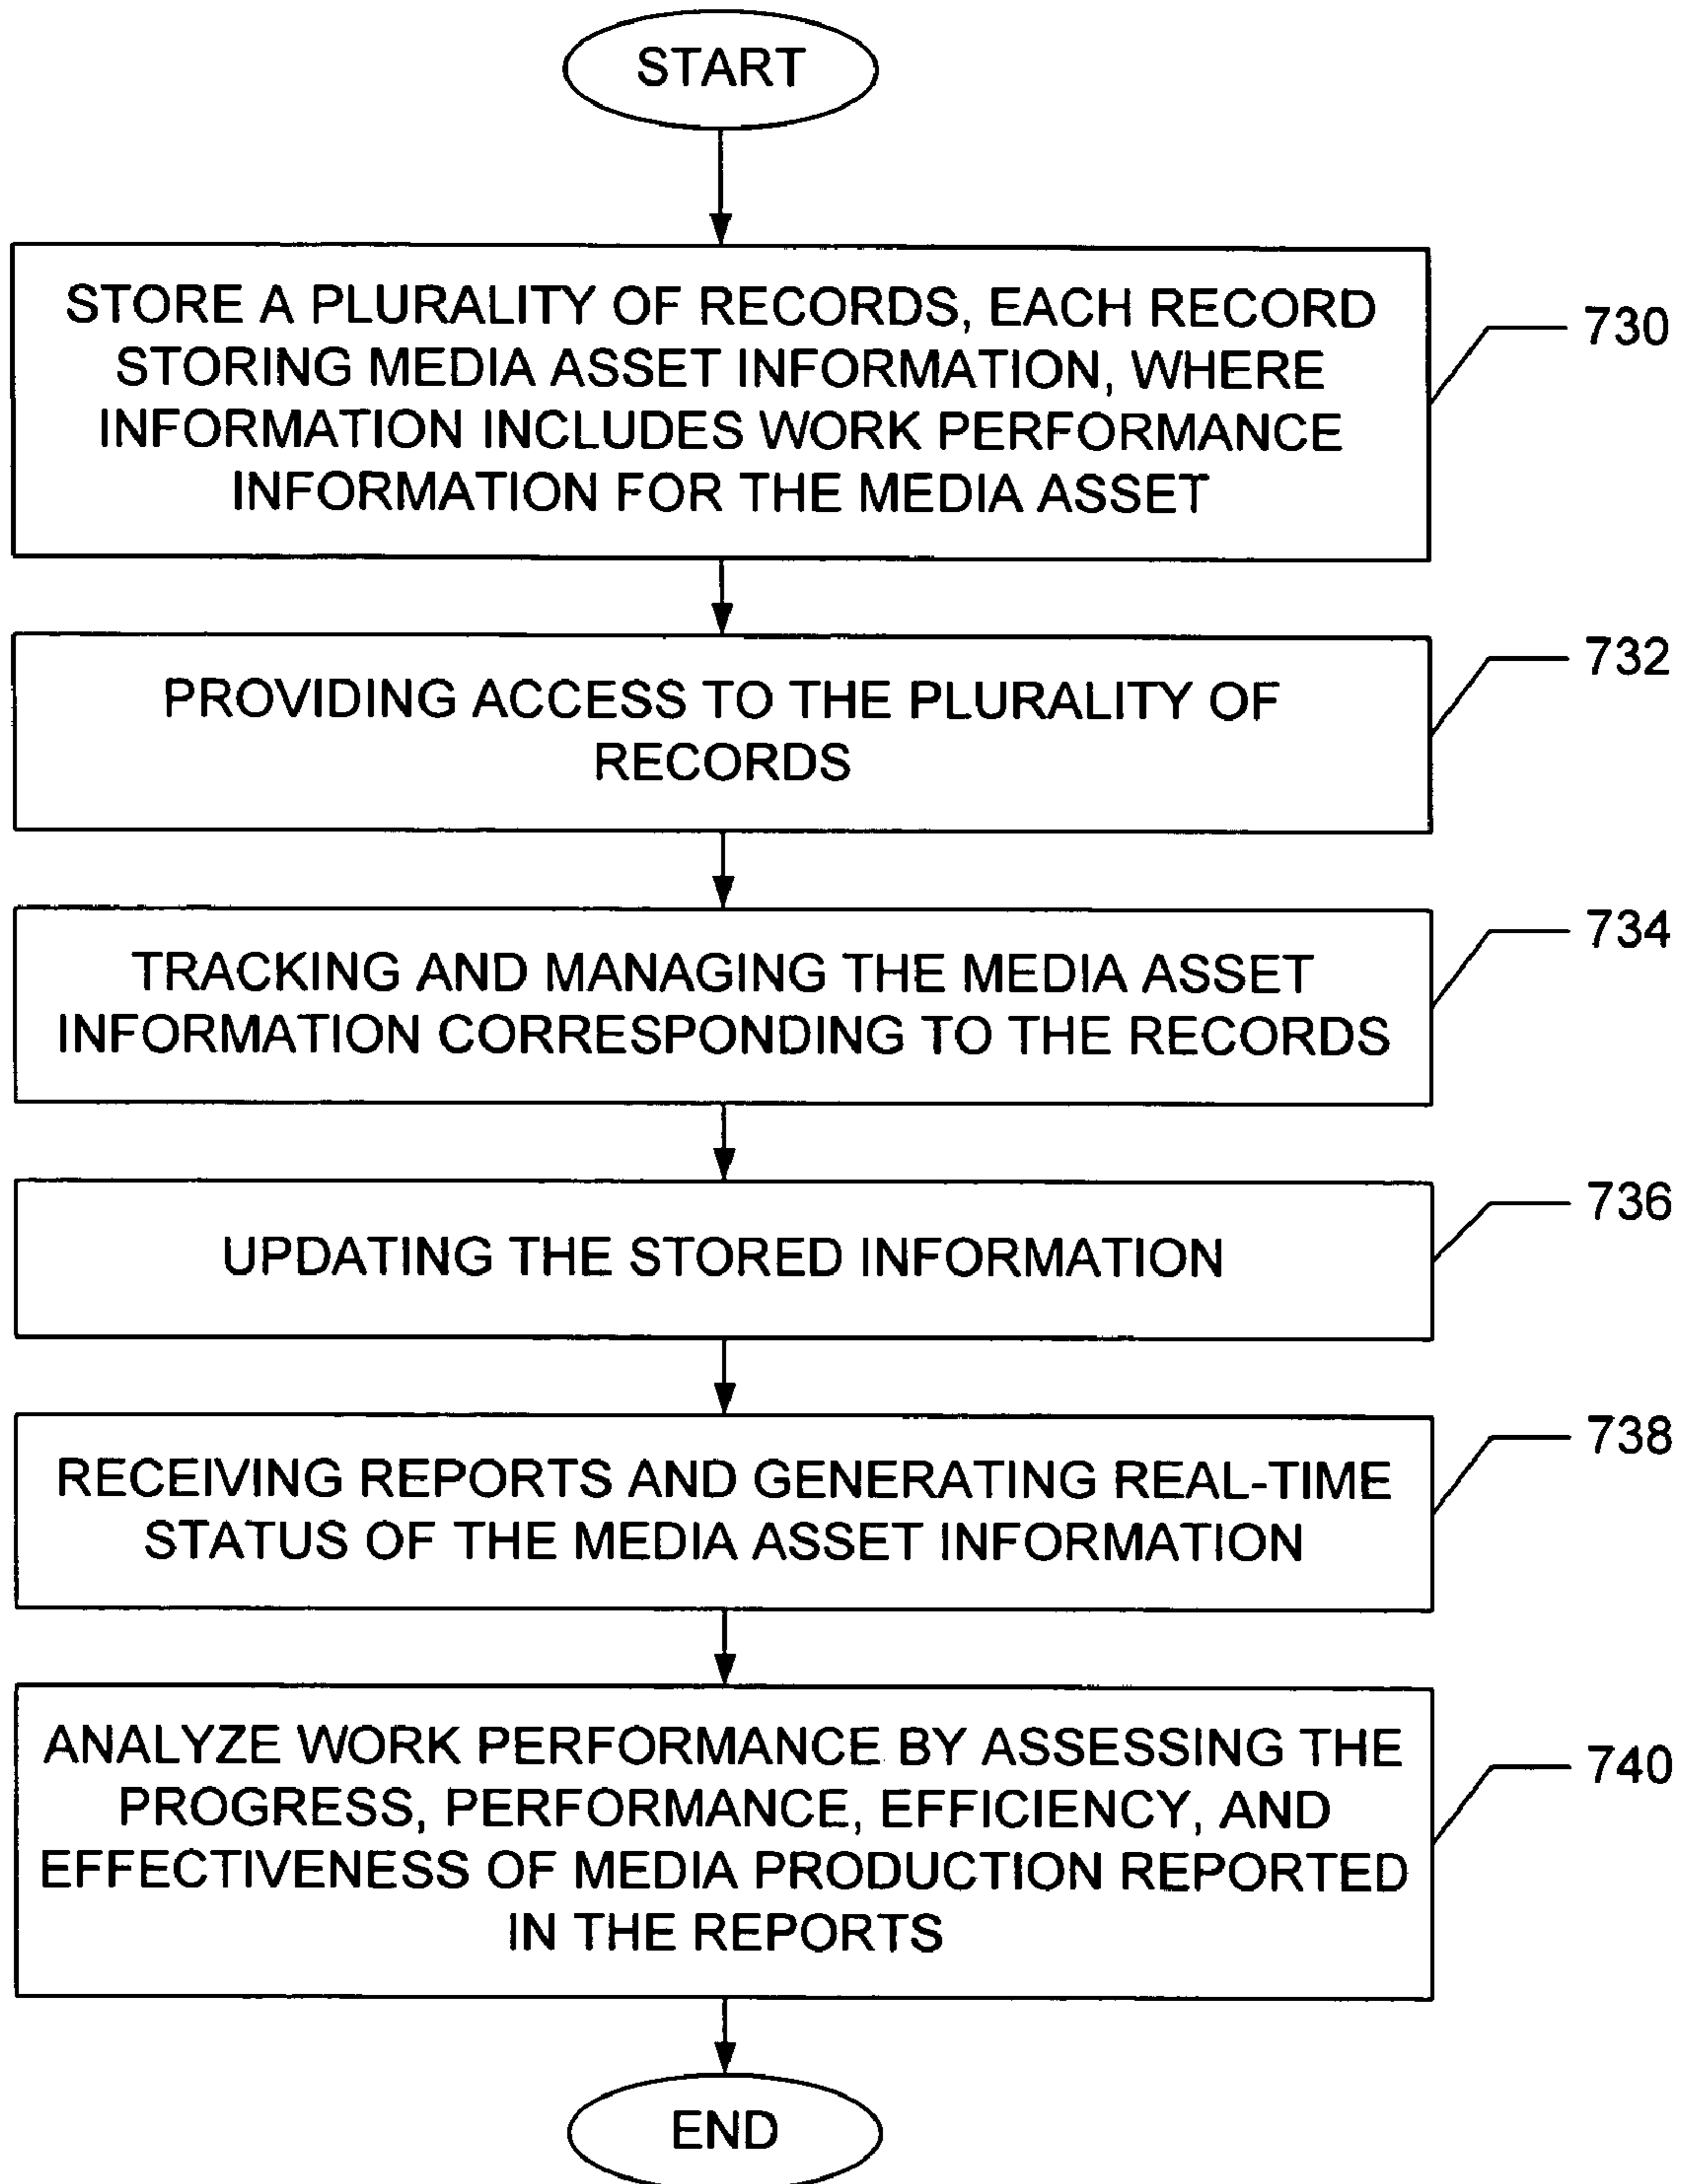 START
STORE A PLURALITY OF RECORDS, EACH RECORD
STORING MEDIA ASSET INFORMATION, WHERE
INFORMATION INCLUDES WORK PERFORMANCE
INFORMATION FOR THE MEDIA ASSET
730
PROVIDING ACCESS TO THE PLURALITY OF
RECORDS
732
TRACKING AND MANAGING THE MEDIA ASSET
INFORMATION CORRESPONDING TO THE RECORDS
734
UPDATING THE STORED INFORMATION
736
RECEIVING REPORTS AND GENERATING REAL-TIME
STATUS OF THE MEDIA ASSET INFORMATION
738
ANALYZE WORK PERFORMANCE BY ASSESSING THE
PROGRESS, PERFORMANCE, EFFICIENCY, AND
EFFECTIVENESS OF MEDIA PRODUCTION REPORTED
IN THE REPORTS
740
END